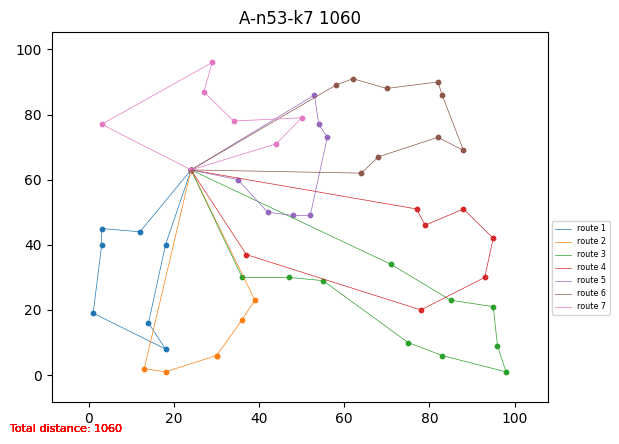 A-n53-k7 1060
100
80
60
40
20
0
0 20 40 60 80 100
route 1
route 2
route 3
route 4
route 5
route 6
route 7
Total distance: 1060